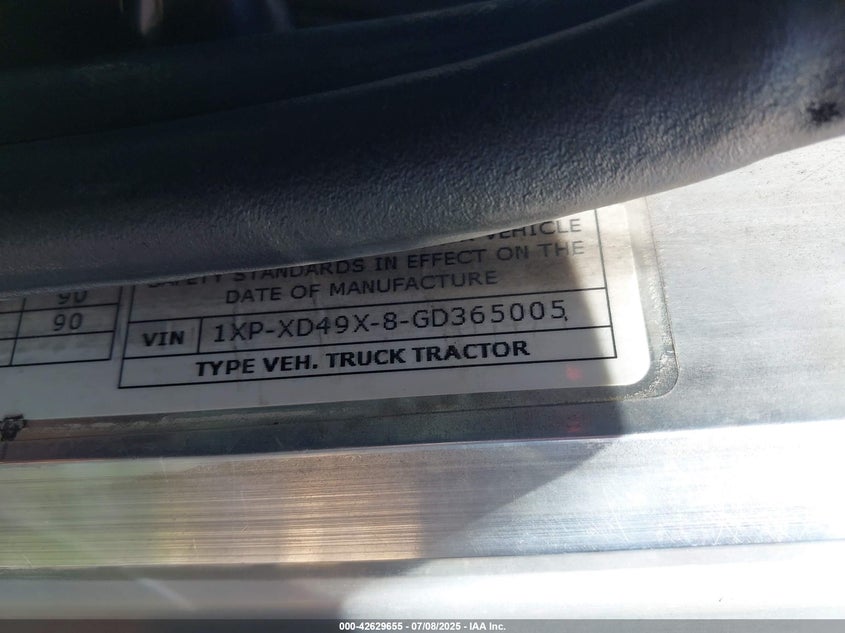 VEHICLE
SAFETY STANDARDS IN EFFECT ON THE
DATE OF MANUFACTURE
90
90
VIN 1XP-XD49X-8-GD365005
TYPE VEH. TRUCK TRACTOR
000-42629655 - 07/08/2025 - IAA Inc.